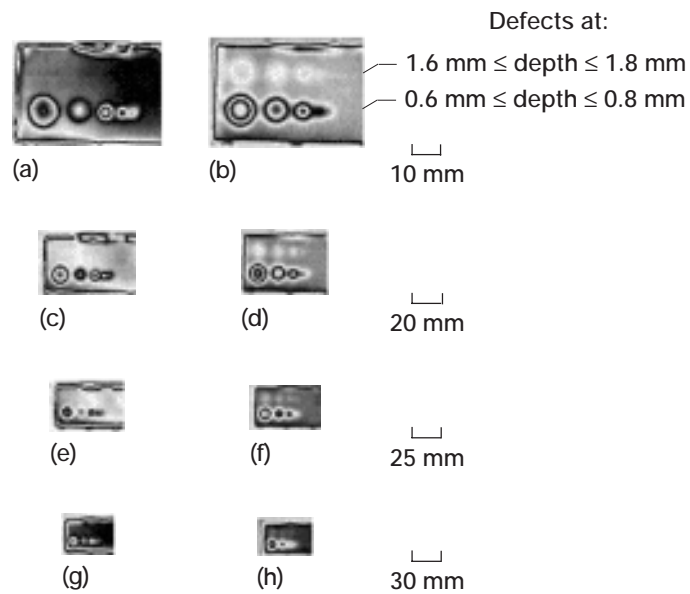 Defects at:
1.6 mm ≤ depth ≤ 1.8 mm
0.6 mm ≤ depth ≤ 0.8 mm
(a)
(b)
10 mm
(c)
(d)
20 mm
(e)
(f)
25 mm
(g)
(h)
30 mm